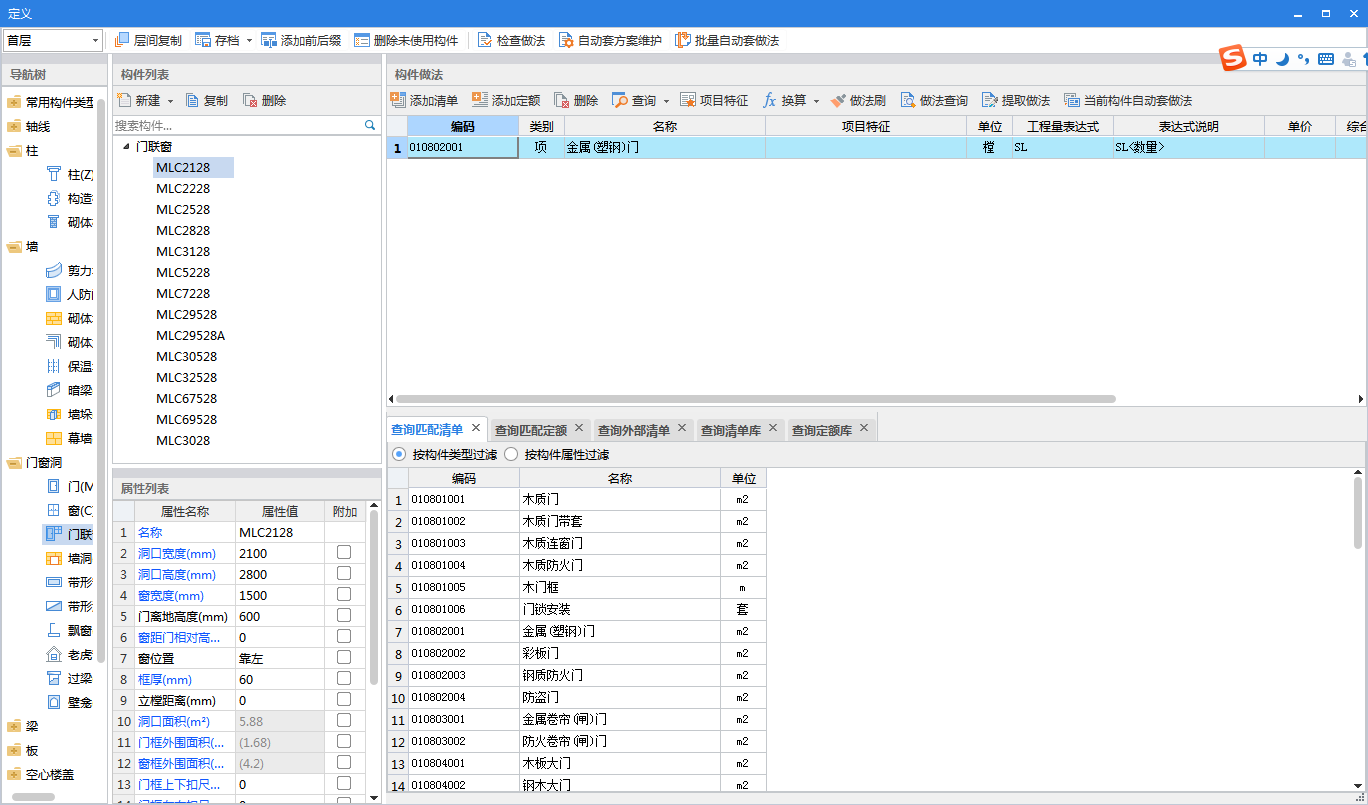 定义
首层 层间复制 存档 添加前后缀 删除未使用构件 检查做法 自动套方案维护 批量自动套做法
中
导航树
常用构件类型
轴线
柱
柱(Z)
构造
砌体
墙
剪力
人防
砌体
砌体
保温
暗梁
墙垛
幕墙
门窗洞
门(M
窗(C)
门联
墙洞
带形
带形
飘窗
老虎
过梁
壁龛
梁
板
空心楼盖
构件列表
新建 复制 删除
搜索构件...
门联窗
MLC2128
MLC2228
MLC2528
MLC2828
MLC3128
MLC5228
MLC7228
MLC29528
MLC29528A
MLC30528
MLC32528
MLC67528
MLC69528
MLC3028
属性列表
属性名称 属性值 附加
1 名称 MLC2128
2 洞口宽度(mm) 2100
3 洞口高度(mm) 2800
4 窗宽度(mm) 1500
5 门离地高度(mm) 600
6 窗距门相对高... 0
7 窗位置 靠左
8 框厚(mm) 60
9 立樘距离(mm) 0
10 洞口面积(m²) 5.88
11 门框外围面积(... (1.68)
12 窗框外围面积(... (4.2)
13 门框上下扣尺... 0
构件做法
添加清单 添加定额 删除 查询 项目特征 fx 换算 做法刷 做法查询 提取做法 当前构件自动套做法
编码 类别 名称 项目特征 单位 工程量表达式 表达式说明 单价 综合
1 010802001 项 金属(塑钢)门 樘 SL SL<数量>
查询匹配清单 × 查询匹配定额 × 查询外部清单 × 查询清单库 × 查询定额库 ×
按构件类型过滤 按构件属性过滤
编码 名称 单位
1 010801001 木质门 m2
2 010801002 木质门带套 m2
3 010801003 木质连窗门 m2
4 010801004 木质防火门 m2
5 010801005 木门框 m
6 010801006 门锁安装 套
7 010802001 金属(塑钢)门 m2
8 010802002 彩板门 m2
9 010802003 钢质防火门 m2
10 010802004 防盗门 m2
11 010803001 金属卷帘(闸)门 m2
12 010803002 防火卷帘(闸)门 m2
13 010804001 木板大门 m2
14 010804002 钢木大门 m2